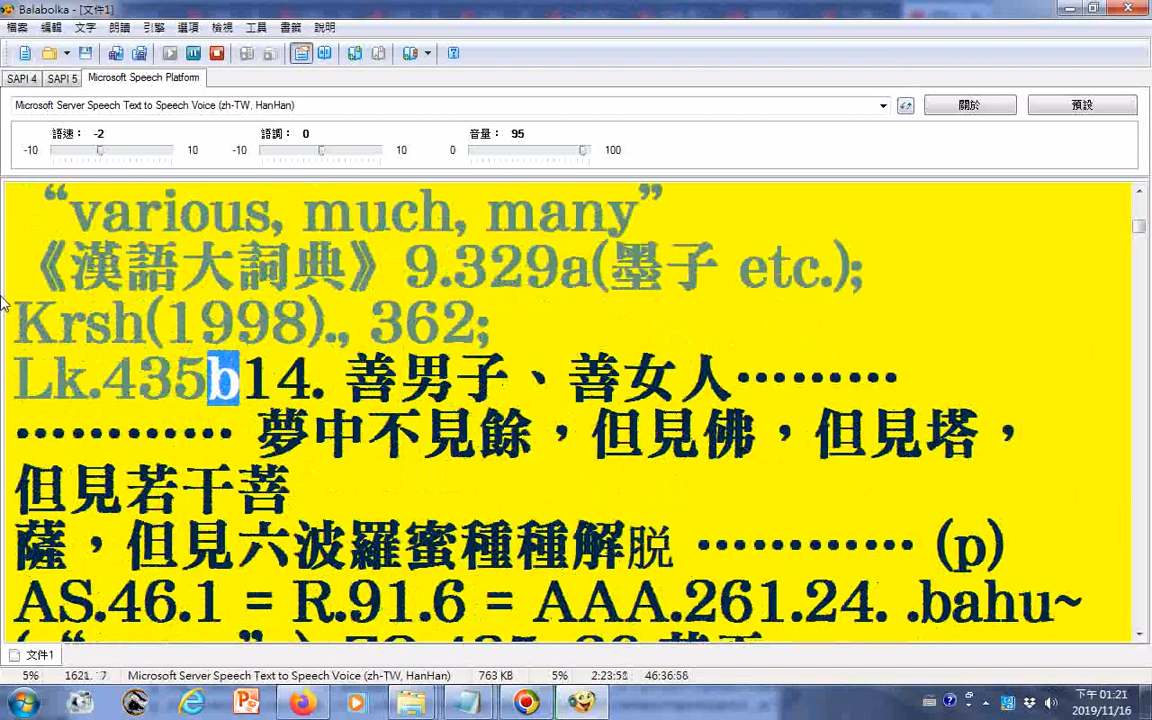 Balabolka - [文件1]
檔案 編輯 文字 朗讀 引擎 選項 檢視 工具 書籤 說明
SAPI 4 SAPI 5 Microsoft Speech Platform
Microsoft Server Speech Text to Speech Voice (zh-TW, HanHan)
關於 預設
語速： -2 語調： 0 音量： 95
-10 10 -10 10 0 100
“various, much, many”
《漢語大詞典》 9.329a(墨子 etc.);
Krsh(1998)., 362;
Lk.435b14. 善男子、善女人………
………… 夢中不見餘，但見佛，但見塔，
但見若干菩
薩，但見六波羅蜜種種解脱 ………… (p)
AS.46.1 = R.91.6 = AAA.261.24. .bahu~
文件1
5% Microsoft Server Speech Text to Speech Voice (zh-TW, HanHan) 763 KB 5% 2:23:58 46:36:58
下午 01:21
2019/11/16